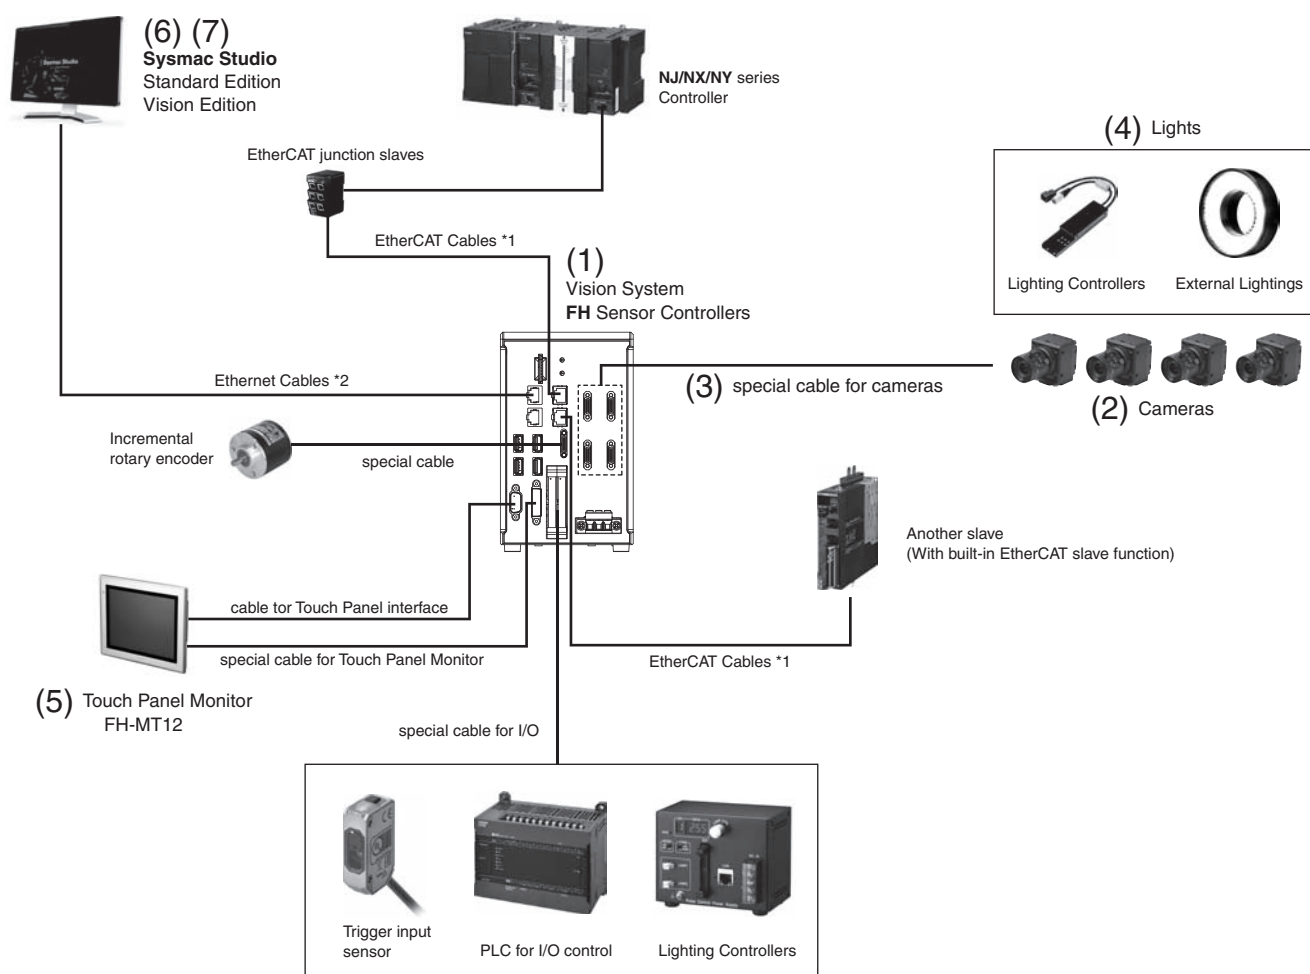 (6) (7)
Sysmac Studio
Standard Edition
Vision Edition
Sysmac Studio
NJ/NX/NY series
Controller
EtherCAT junction slaves
EtherCAT Cables *1
(4) Lights
Lighting Controllers
External Lightings
(1)
Vision System
FH Sensor Controllers
Ethernet Cables *2
(3) special cable for cameras
(2) Cameras
Incremental
rotary encoder
special cable
Another slave
(With built-in EtherCAT slave function)
cable tor Touch Panel interface
special cable for Touch Panel Monitor
EtherCAT Cables *1
(5) Touch Panel Monitor
FH-MT12
special cable for I/O
Trigger input
sensor
PLC for I/O control
Lighting Controllers